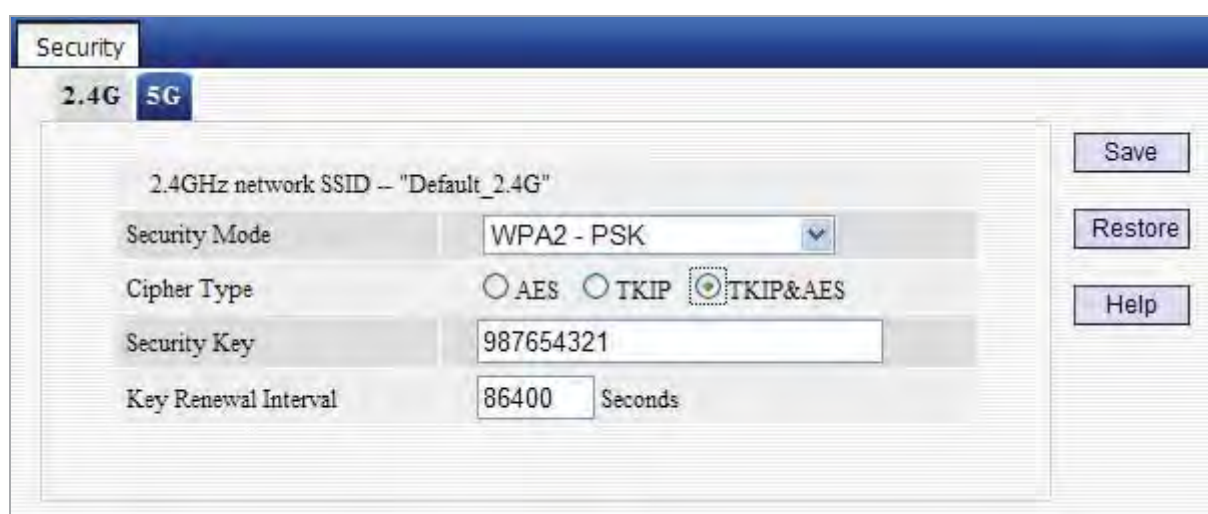 Security
2.4G 5G
2.4GHz network SSID -- "Default_2.4G"
Security Mode WPA2 - PSK
Cipher Type AES TKIP TKIP&AES
Security Key 987654321
Key Renewal Interval 86400 Seconds
Save
Restore
Help